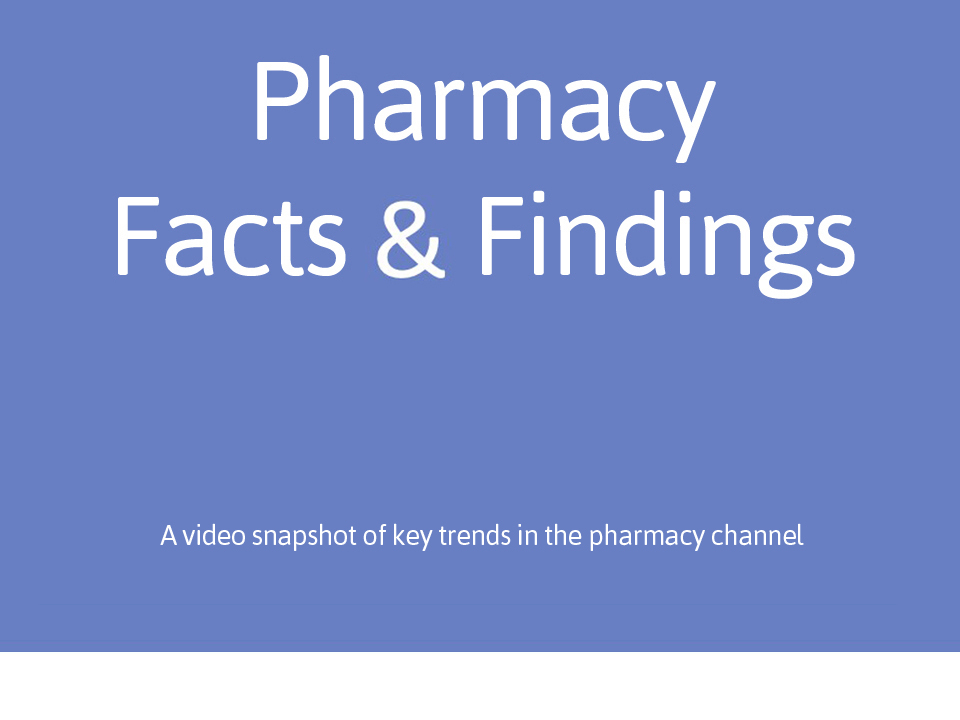 Pharmacy
Facts & Findings
A video snapshot of key trends in the pharmacy channel